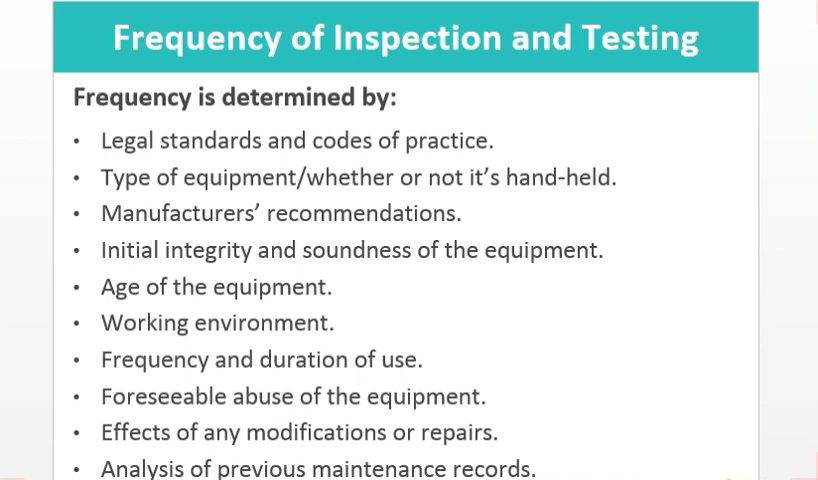 Frequency of Inspection and Testing
Frequency is determined by:
• Legal standards and codes of practice.
• Type of equipment/whether or not it’s hand-held.
• Manufacturers’ recommendations.
• Initial integrity and soundness of the equipment.
• Age of the equipment.
• Working environment.
• Frequency and duration of use.
• Foreseeable abuse of the equipment.
• Effects of any modifications or repairs.
• Analysis of previous maintenance records.